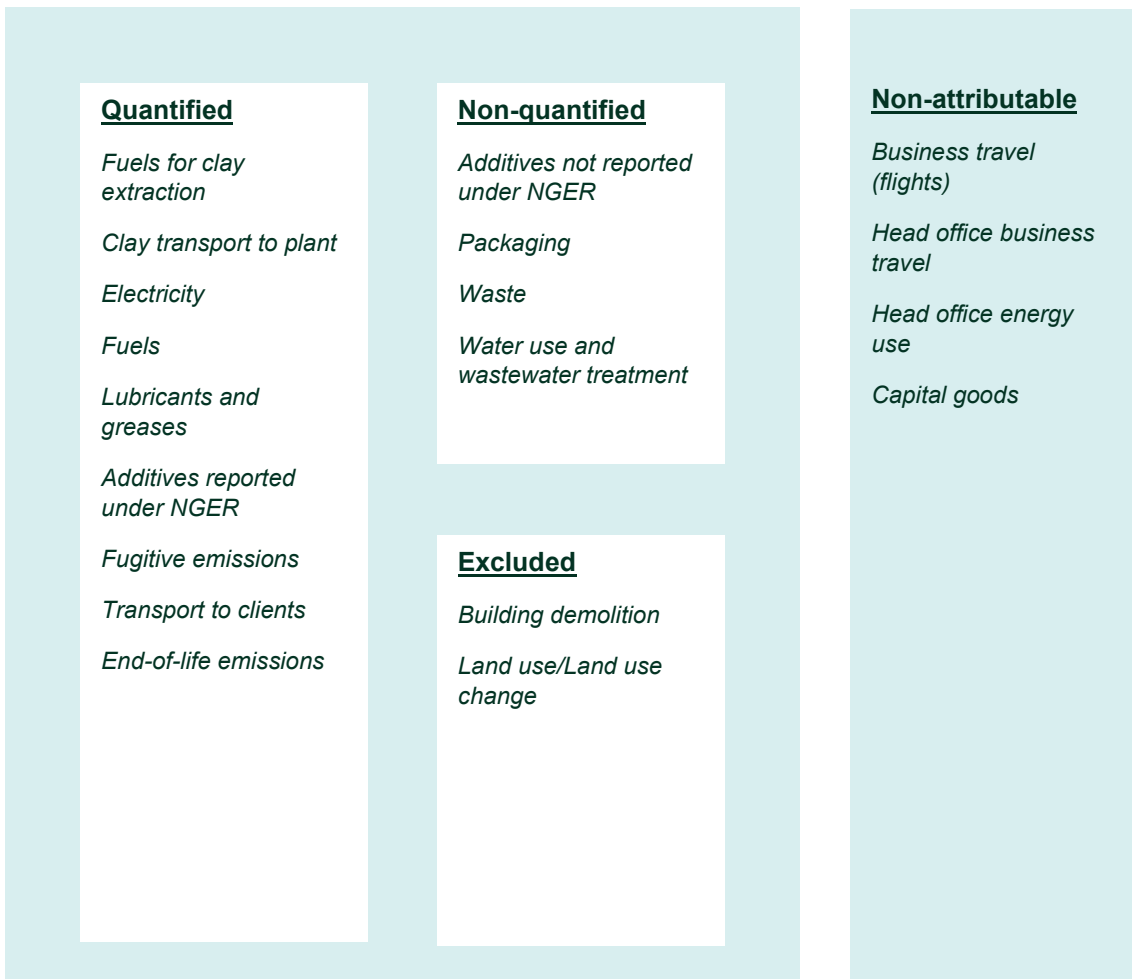 Quantified
Fuels for clay
extraction
Clay transport to plant
Electricity
Fuels
Lubricants and
greases
Additives reported
under NGER
Fugitive emissions
Transport to clients
End-of-life emissions
Non-quantified
Additives not reported
under NGER
Packaging
Waste
Water use and
wastewater treatment
Excluded
Building demolition
Land use/Land use
change
Non-attributable
Business travel
(flights)
Head office business
travel
Head office energy
use
Capital goods